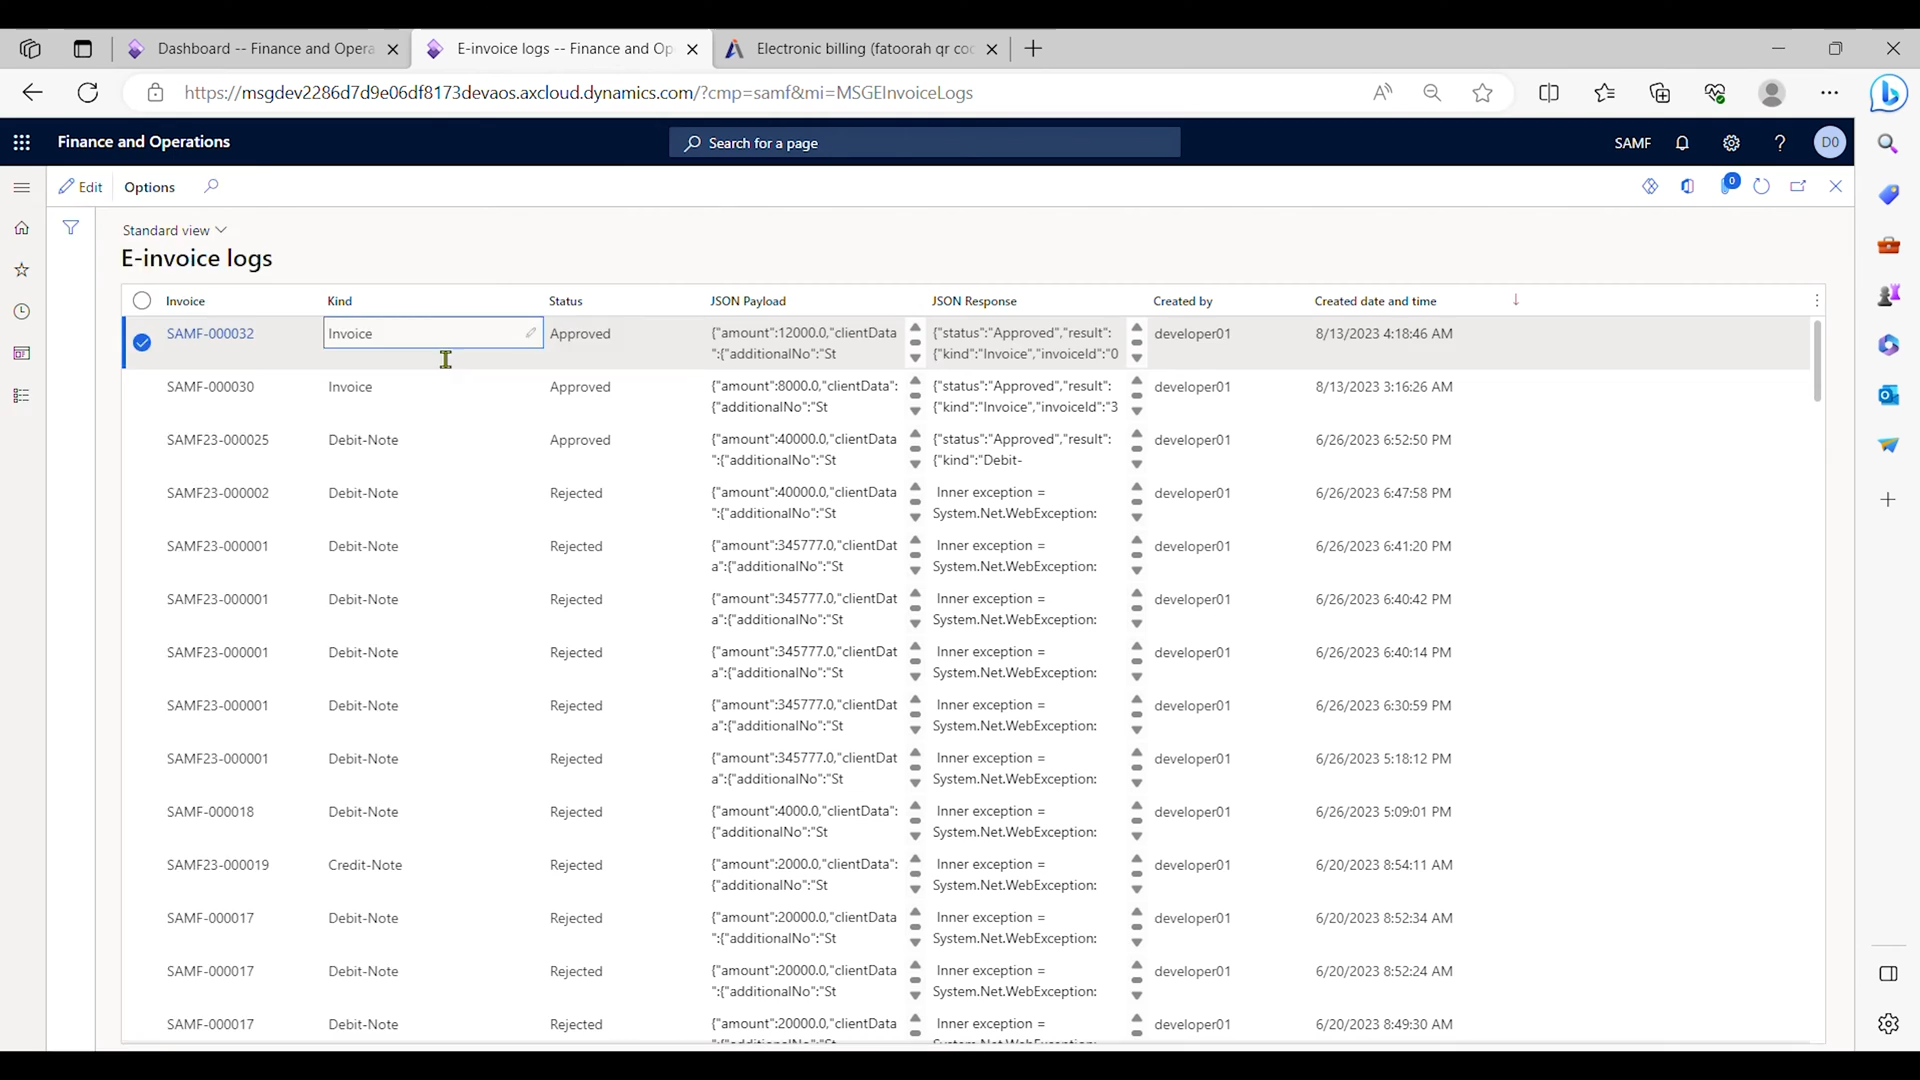 Dashboard -- Finance and Opera
E-invoice logs -- Finance and Op
Electronic billing (fatoorah qr coc
https://msgdev2286d7d9e06df8173devaos.axcloud.dynamics.com/?cmp=samf&mi=MSGEInvoiceLogs
Finance and Operations
Search for a page
SAMF
D0
Edit
Options
0
Standard view
E-invoice logs
Invoice Kind Status JSON Payload JSON Response Created by Created date and time
SAMF-000032 Invoice Approved {"amount":12000.0,"clientData {"status":"Approved","result": developer01 8/13/2023 4:18:46 AM
":{"additionalNo":"St {"kind":"Invoice","invoiceId":"0
SAMF-000030 Invoice Approved {"amount":8000.0,"clientData": {"status":"Approved","result": developer01 8/13/2023 3:16:26 AM
{"additionalNo":"St {"kind":"Invoice","invoiceId":"3
SAMF23-000025 Debit-Note Approved {"amount":40000.0,"clientData {"status":"Approved","result": developer01 6/26/2023 6:52:50 PM
":{"additionalNo":"St {"kind":"Debit-
SAMF23-000002 Debit-Note Rejected {"amount":40000.0,"clientData Inner exception = developer01 6/26/2023 6:47:58 PM
":{"additionalNo":"St System.Net.WebException:
SAMF23-000001 Debit-Note Rejected {"amount":345777.0,"clientDat Inner exception = developer01 6/26/2023 6:41:20 PM
a":{"additionalNo":"St System.Net.WebException:
SAMF23-000001 Debit-Note Rejected {"amount":345777.0,"clientDat Inner exception = developer01 6/26/2023 6:40:42 PM
a":{"additionalNo":"St System.Net.WebException:
SAMF23-000001 Debit-Note Rejected {"amount":345777.0,"clientDat Inner exception = developer01 6/26/2023 6:40:14 PM
a":{"additionalNo":"St System.Net.WebException:
SAMF23-000001 Debit-Note Rejected {"amount":345777.0,"clientDat Inner exception = developer01 6/26/2023 6:30:59 PM
a":{"additionalNo":"St System.Net.WebException:
SAMF23-000001 Debit-Note Rejected {"amount":345777.0,"clientDat Inner exception = developer01 6/26/2023 5:18:12 PM
a":{"additionalNo":"St System.Net.WebException:
SAMF-000018 Debit-Note Rejected {"amount":4000.0,"clientData": Inner exception = developer01 6/26/2023 5:09:01 PM
{"additionalNo":"St System.Net.WebException:
SAMF23-000019 Credit-Note Rejected {"amount":2000.0,"clientData": Inner exception = developer01 6/20/2023 8:54:11 AM
{"additionalNo":"St System.Net.WebException:
SAMF-000017 Debit-Note Rejected {"amount":20000.0,"clientData Inner exception = developer01 6/20/2023 8:52:34 AM
":{"additionalNo":"St System.Net.WebException:
SAMF-000017 Debit-Note Rejected {"amount":20000.0,"clientData Inner exception = developer01 6/20/2023 8:52:24 AM
":{"additionalNo":"St System.Net.WebException:
SAMF-000017 Debit-Note Rejected {"amount":20000.0,"clientData Inner exception = developer01 6/20/2023 8:49:30 AM